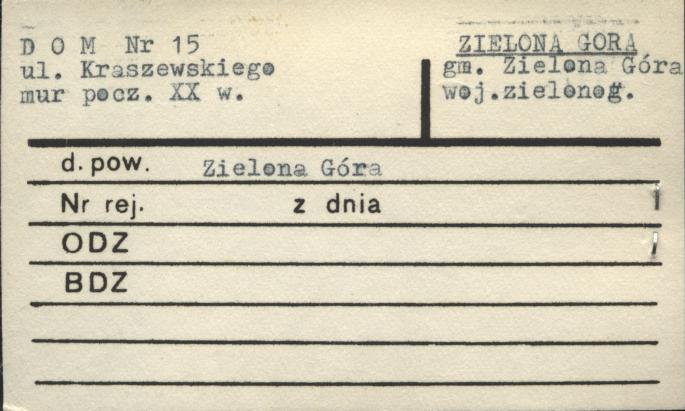 D O M Nr 15
ul. Kraszewskiego
mur pocz. XX w.
ZIELONA GORA
gm. Zielona Góra
woj.zielonog.
d. pow. Zielona Góra
Nr rej. z dnia
ODZ
BDZ